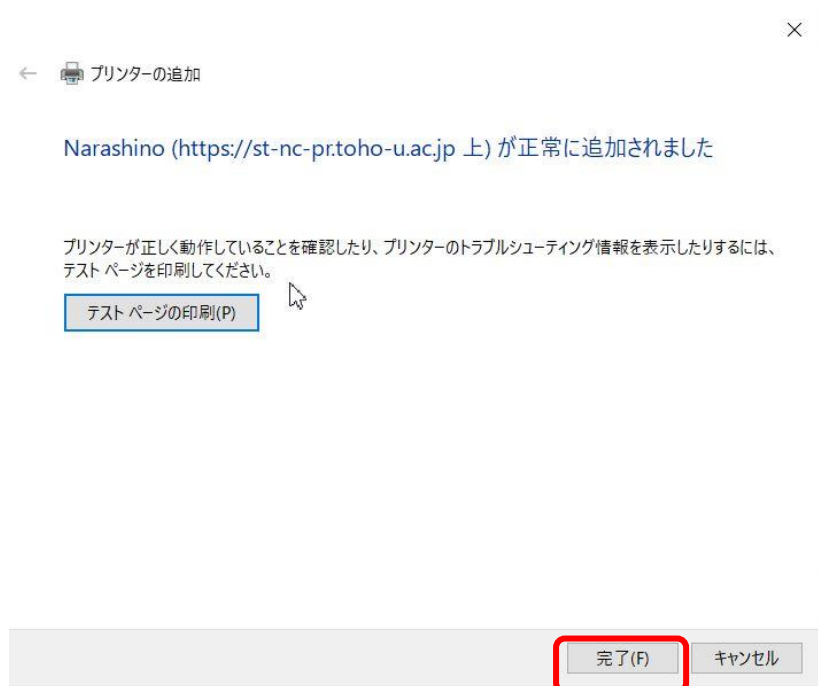 プリンターの追加
Narashino (https://st-nc-pr.toho-u.ac.jp 上) が正常に追加されました
プリンターが正しく動作していることを確認したり、プリンターのトラブルシューティング情報を表示したりするには、
テスト ページを印刷してください。
テスト ページの印刷(P)
完了(F) キャンセル